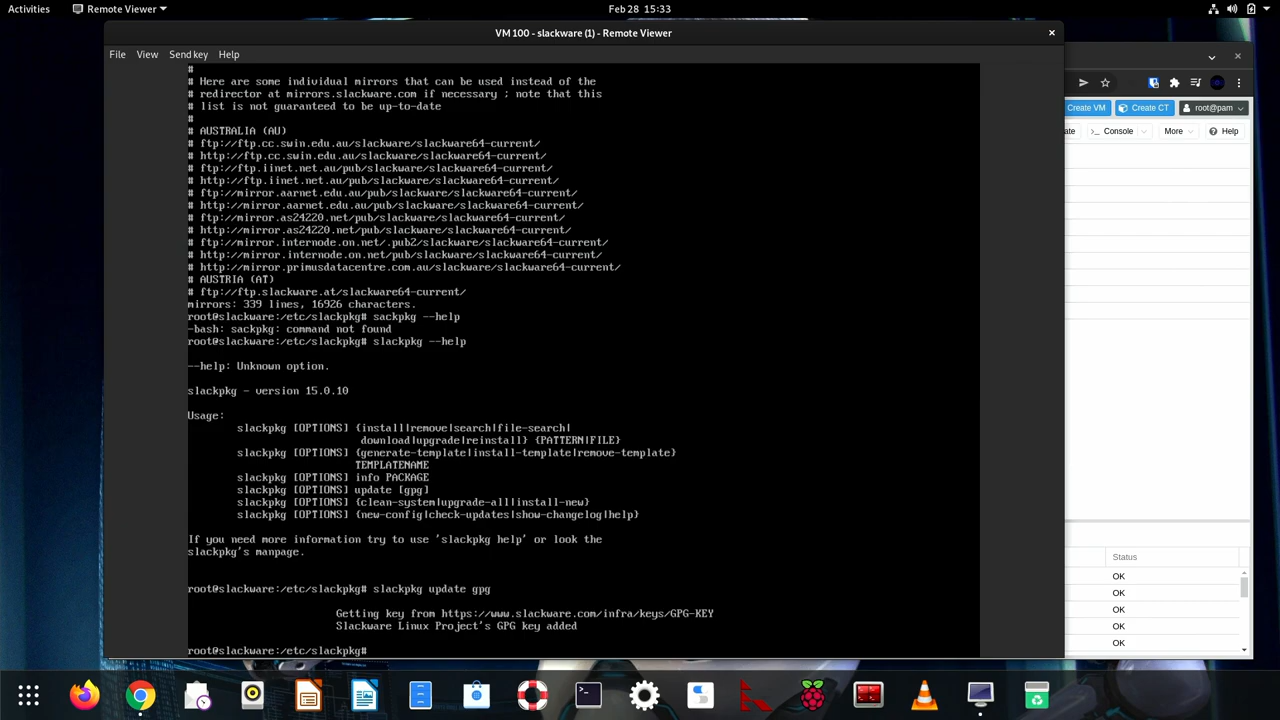 Activities
Remote Viewer
Feb 28 15:33
VM 100 - slackware (1) - Remote Viewer
File View Send key Help
#
# Here are some individual mirrors that can be used instead of the
# redirector at mirrors.slackware.com if necessary ; note that this
# list is not guaranteed to be up-to-date
#
# AUSTRALIA (AU)
# ftp://ftp.cc.swin.edu.au/slackware/slackware64-current/
# http://ftp.cc.swin.edu.au/slackware/slackware64-current/
# ftp://ftp.iinet.net.au/pub/slackware/slackware64-current/
# http://ftp.iinet.net.au/pub/slackware/slackware64-current/
# ftp://mirror.aarnet.edu.au/pub/slackware/slackware64-current/
# http://mirror.aarnet.edu.au/pub/slackware/slackware64-current/
# ftp://mirror.as24220.net/pub/slackware/slackware64-current/
# http://mirror.as24220.net/pub/slackware/slackware64-current/
# ftp://mirror.internode.on.net/.pub2/slackware/slackware64-current/
# http://mirror.internode.on.net/pub/slackware/slackware64-current/
# http://mirror.primusdatacentre.com.au/slackware/slackware64-current/
# AUSTRIA (AT)
# ftp://ftp.slackware.at/slackware64-current/
mirrors: 339 lines, 16926 characters.
root@slackware:/etc/slackpkg# sackpkg --help
-bash: sackpkg: command not found
root@slackware:/etc/slackpkg# slackpkg --help
--help: Unknown option.
slackpkg - version 15.0.10
Usage:
slackpkg [OPTIONS] {install|remove|search|file-search|
download|upgrade|reinstall} {PATTERN|FILE}
slackpkg [OPTIONS] {generate-template|install-template|remove-template}
TEMPLATENAME
slackpkg [OPTIONS] info PACKAGE
slackpkg [OPTIONS] update [gpg]
slackpkg [OPTIONS] {clean-system|upgrade-all|install-new}
slackpkg [OPTIONS] {new-config|check-updates|show-changelog|help}
If you need more information try to use 'slackpkg help' or look the
slackpkg's manpage.
root@slackware:/etc/slackpkg# slackpkg update gpg
Getting key from https://www.slackware.com/infra/keys/GPG-KEY
Slackware Linux Project's GPG key added
root@slackware:/etc/slackpkg#
Create VM
Create CT
root@pam
ate
>_ Console
More
Help
Status
OK
OK
OK
OK
OK